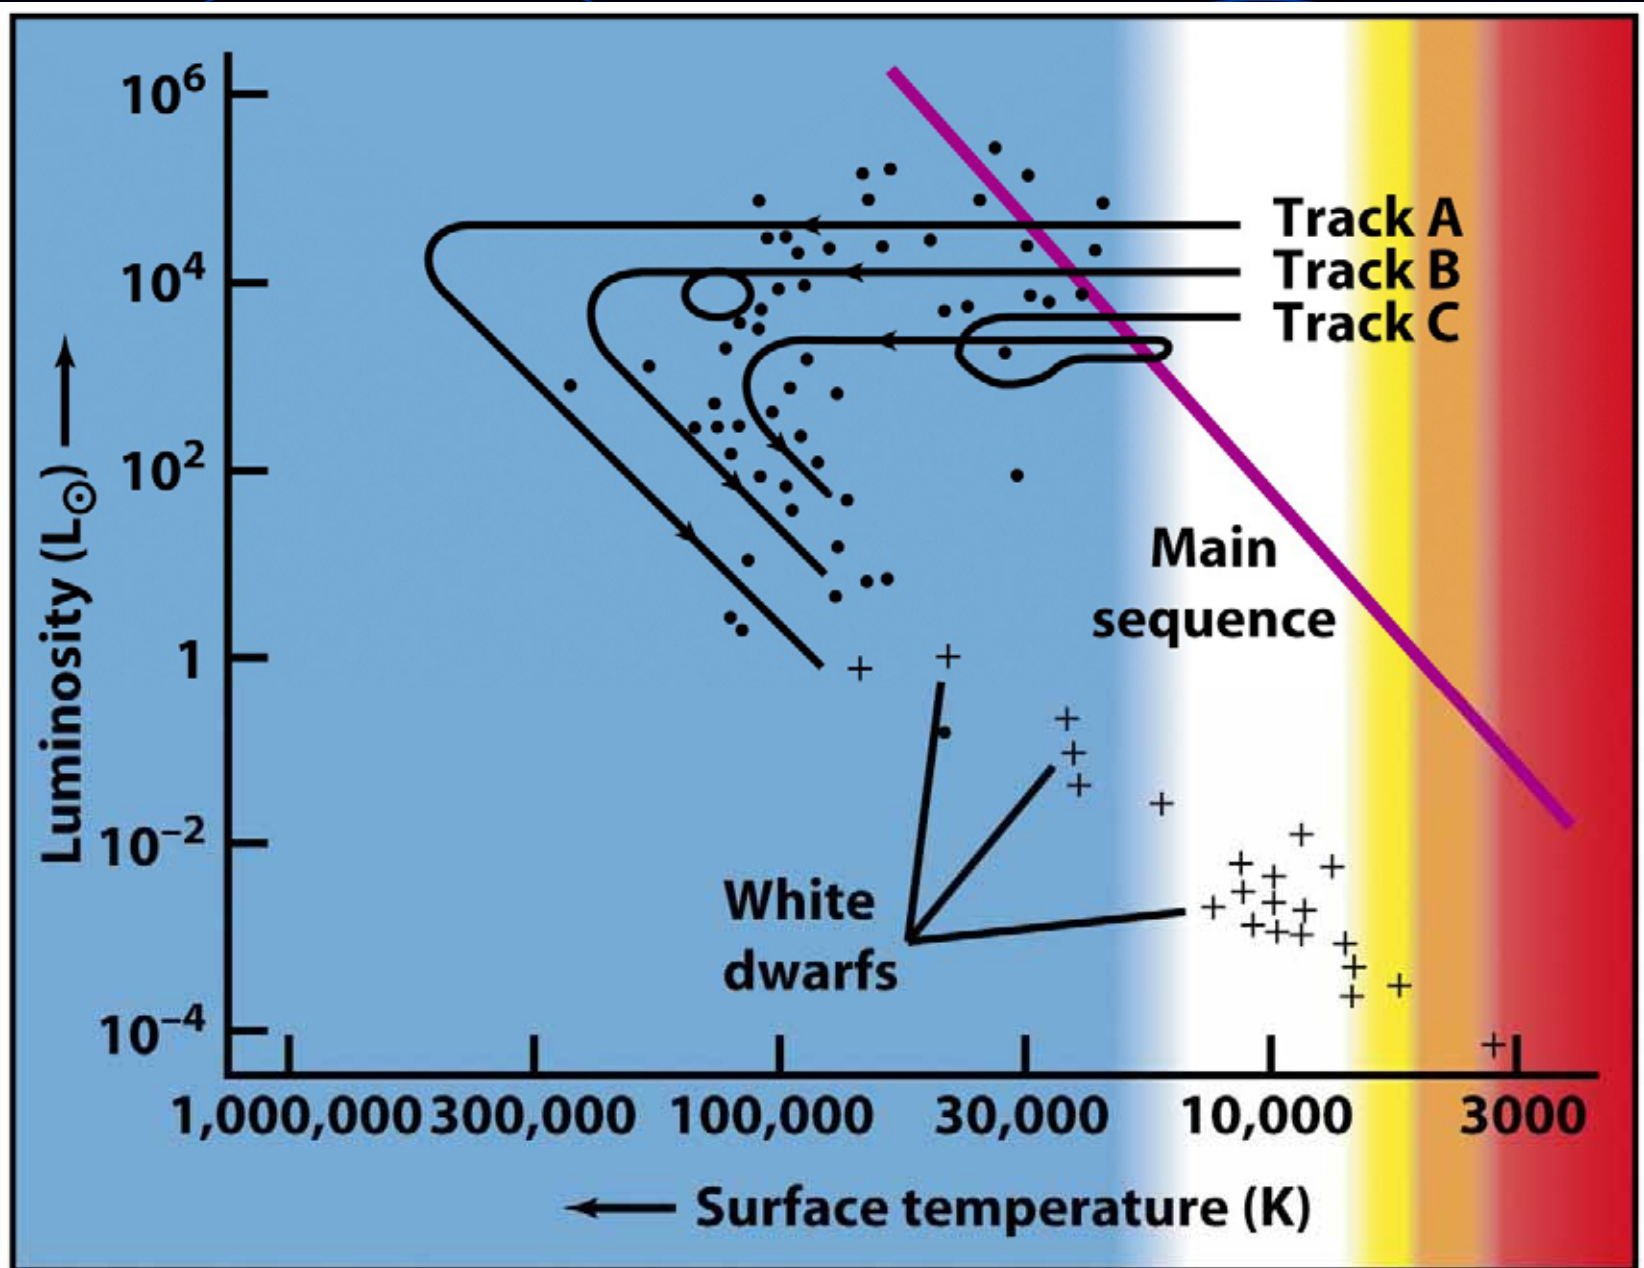 10⁶
10⁴
10²
1
10⁻²
10⁻⁴
Luminosity (L⊙)
Track A
Track B
Track C
Main
sequence
White
dwarfs
1,000,000 300,000 100,000 30,000 10,000 3000
Surface temperature (K)